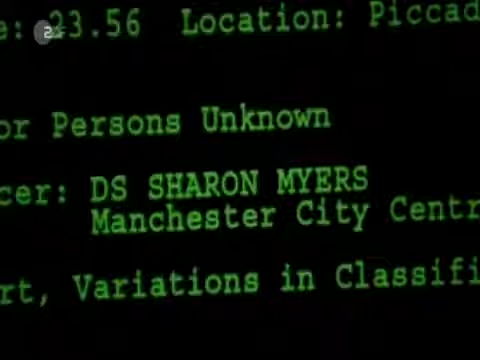 e: 23.56 Location: Piccad
or Persons Unknown
cer: DS SHARON MYERS
Manchester City Centr
rt, Variations in Classifi